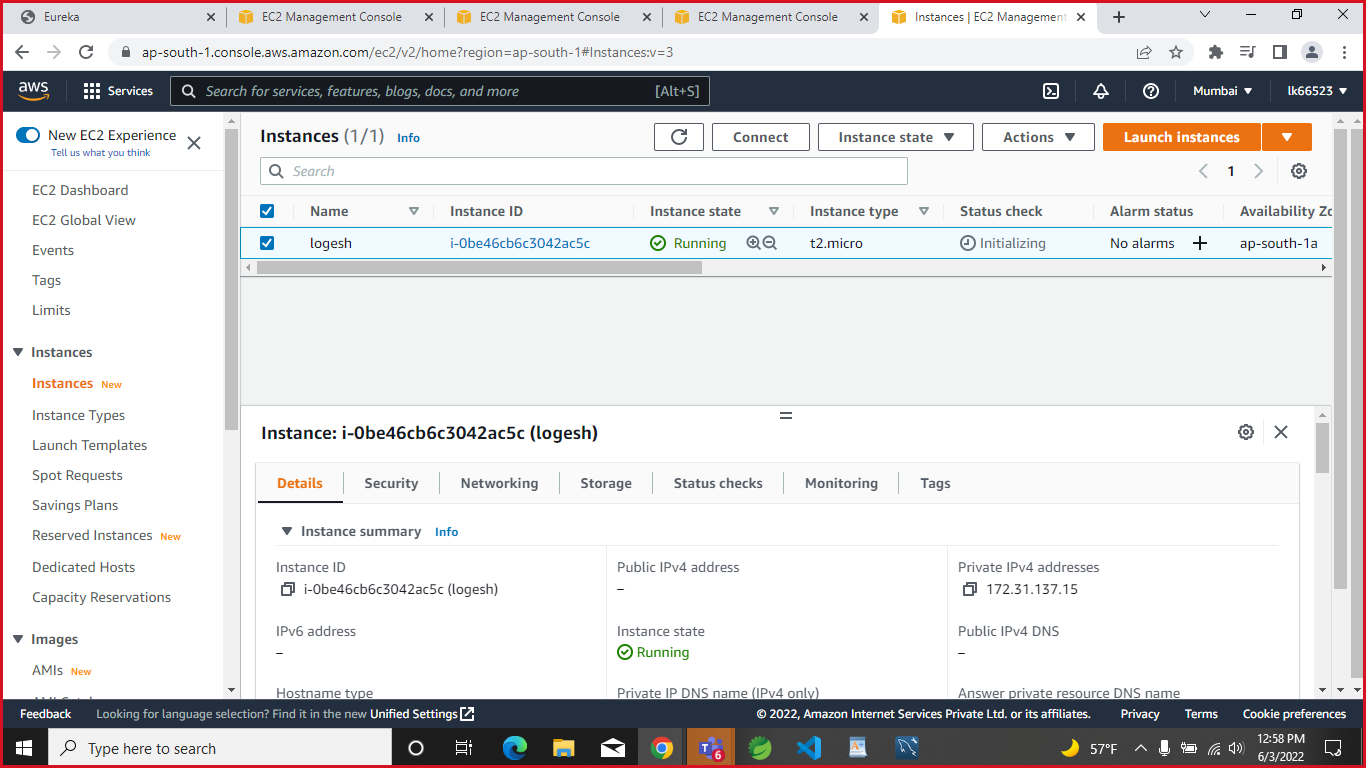 Eureka
EC2 Management Console
EC2 Management Console
EC2 Management Console
Instances | EC2 Management
ap-south-1.console.aws.amazon.com/ec2/v2/home?region=ap-south-1#Instances:v=3
aws
Services
Search for services, features, blogs, docs, and more [Alt+S]
Mumbai
lk66523
New EC2 Experience
Tell us what you think
EC2 Dashboard
EC2 Global View
Events
Tags
Limits
Instances
Instances New
Instance Types
Launch Templates
Spot Requests
Savings Plans
Reserved Instances New
Dedicated Hosts
Capacity Reservations
Images
AMIs New
Instances (1/1) Info
Connect
Instance state
Actions
Launch instances
Search
1
Name Instance ID Instance state Instance type Status check Alarm status Availability Zo
logesh i-0be46cb6c3042ac5c Running t2.micro Initializing No alarms + ap-south-1a
Instance: i-0be46cb6c3042ac5c (logesh)
Details Security Networking Storage Status checks Monitoring Tags
Instance summary Info
Instance ID
i-0be46cb6c3042ac5c (logesh)
Public IPv4 address
–
Private IPv4 addresses
172.31.137.15
IPv6 address
–
Instance state
Running
Public IPv4 DNS
–
Hostname type
Private IP DNS name (IPv4 only)
Answer private resource DNS name
Feedback
Looking for language selection? Find it in the new Unified Settings
© 2022, Amazon Internet Services Private Ltd. or its affiliates.
Privacy
Terms
Cookie preferences
Type here to search
6
57°F
12:58 PM
6/3/2022